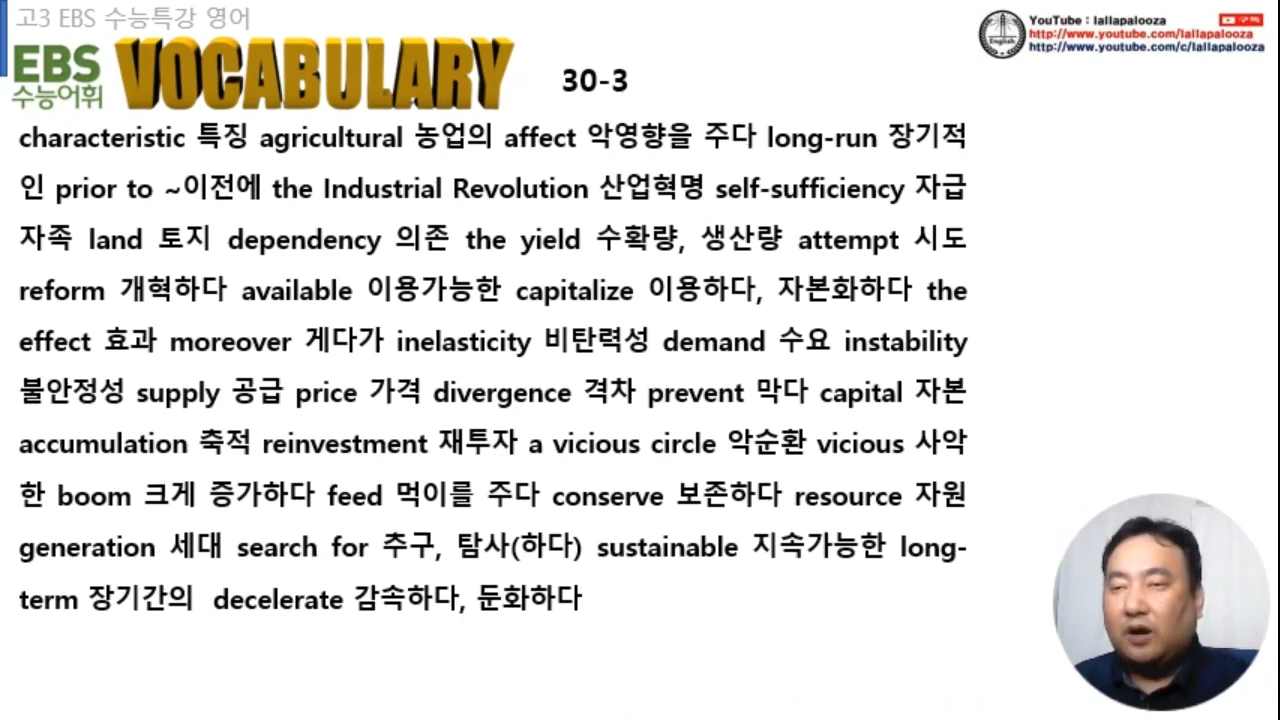 고3 EBS 수능특강 영어
EBS
수능어휘
VOCABULARY
30-3
YouTube : lallapalooza
구독
http://www.youtube.com/lallapalooza
http://www.youtube.com/c/lallapalooza
English
characteristic 특징 agricultural 농업의 affect 악영향을 주다 long-run 장기적
인 prior to ~이전에 the Industrial Revolution 산업혁명 self-sufficiency 자급
자족 land 토지 dependency 의존 the yield 수확량, 생산량 attempt 시도
reform 개혁하다 available 이용가능한 capitalize 이용하다, 자본화하다 the
effect 효과 moreover 게다가 inelasticity 비탄력성 demand 수요 instability
불안정성 supply 공급 price 가격 divergence 격차 prevent 막다 capital 자본
accumulation 축적 reinvestment 재투자 a vicious circle 악순환 vicious 사악
한 boom 크게 증가하다 feed 먹이를 주다 conserve 보존하다 resource 자원
generation 세대 search for 추구, 탐사(하다) sustainable 지속가능한 long-
term 장기간의 decelerate 감속하다, 둔화하다